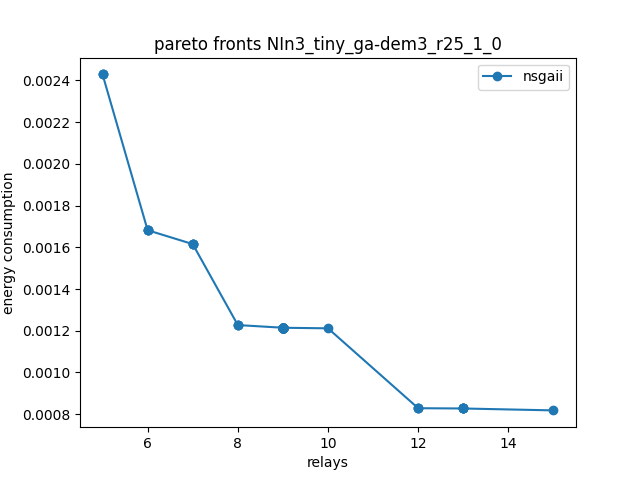 pareto fronts NIn3_tiny_ga-dem3_r25_1_0
nsgaii
0.0024
0.0022
0.0020
0.0018
0.0016
0.0014
0.0012
0.0010
0.0008
energy consumption
6 8 10 12 14
relays